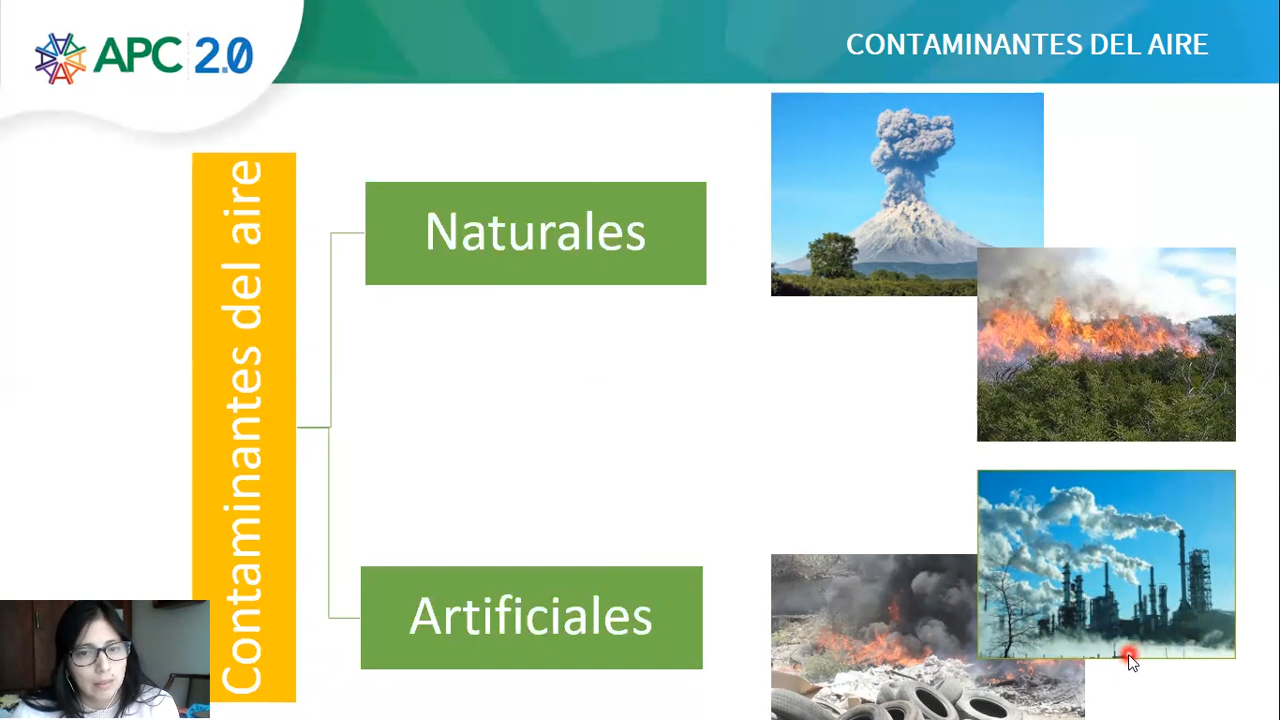 APC 2.0
CONTAMINANTES DEL AIRE
Contaminantes del aire
Naturales
Artificiales